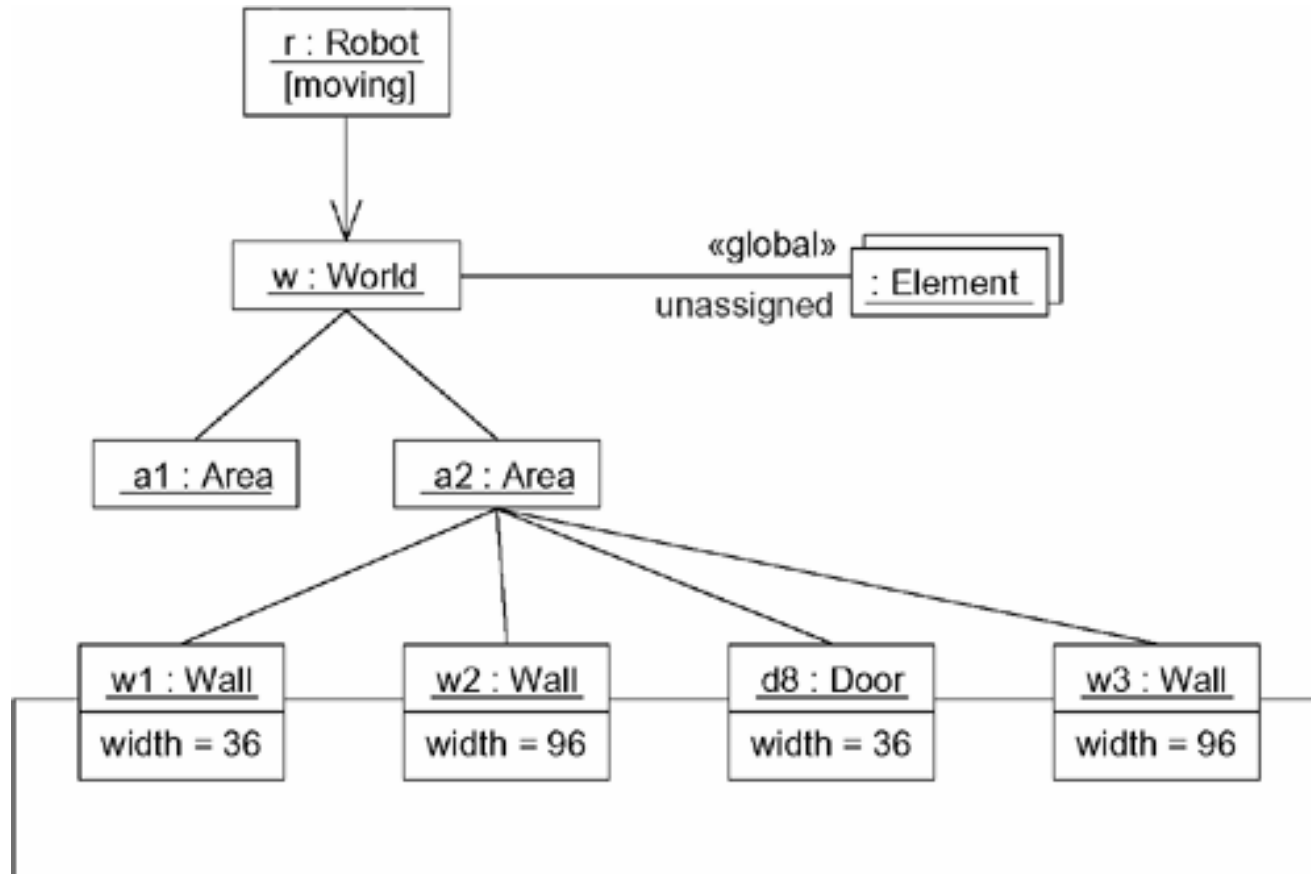 r : Robot
[moving]
«global»
w : World
: Element
unassigned
a1 : Area
a2 : Area
w1 : Wall
w2 : Wall
d8 : Door
w3 : Wall
width = 36
width = 96
width = 36
width = 96